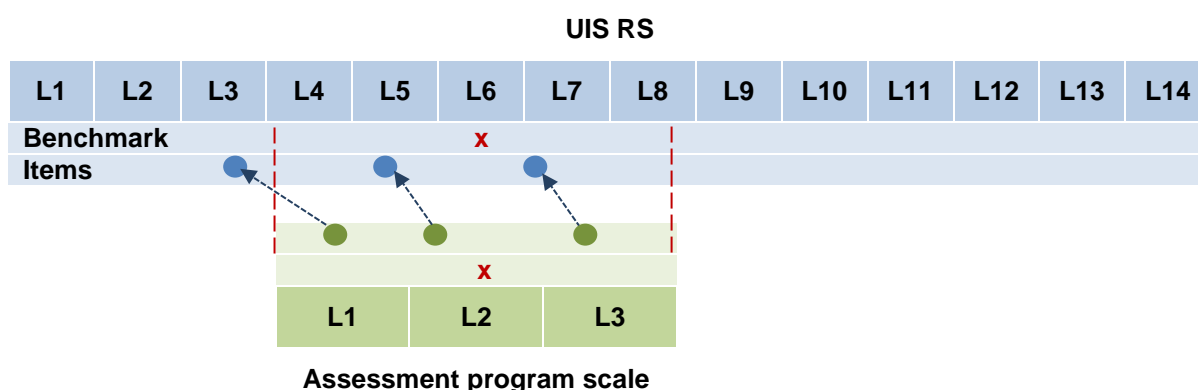 UIS RS
L1 L2 L3 L4 L5 L6 L7 L8 L9 L10 L11 L12 L13 L14
Benchmark x
Items
x
L1 L2 L3
Assessment program scale